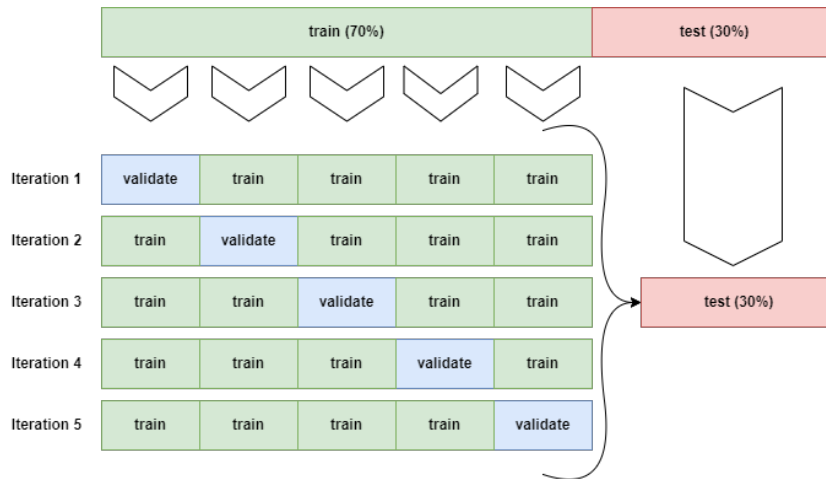 train (70%) test (30%)
Iteration 1 validate train train train train
Iteration 2 train validate train train train
Iteration 3 train train validate train train test (30%)
Iteration 4 train train train validate train
Iteration 5 train train train train validate